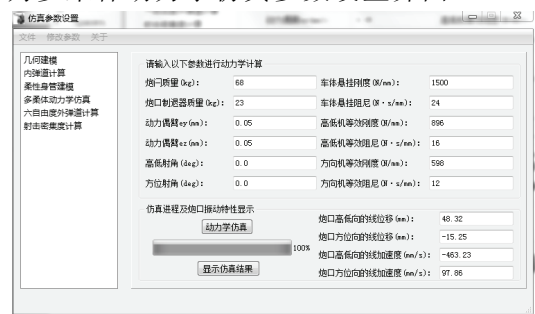 仿真参数设置
文件 修改参数 关于
几何建模
内弹道计算
柔性身管建模
多柔体动力学仿真
六自由度外弹道计算
射击密集度计算
请输入以下参数进行动力学计算
炮闩质量(kg): 68 车体悬挂刚度(N/mm): 1500
炮口制退器质量(kg): 23 车体悬挂阻尼(N·s/mm): 24
动力偶臂ey(mm): 0.05 高低机等效刚度(N/mm): 896
动力偶臂ez(mm): 0.05 高低机等效阻尼(N·s/mm): 16
高低射角(deg): 0.0 方向机等效刚度(N/mm): 598
方位射角(deg): 0.0 方向机等效阻尼(N·s/mm): 12
仿真进程及炮口振动特性显示
动力学仿真
100%
显示仿真结果
炮口高低向的线位移(mm): 48.32
炮口方位向的线位移(mm): -15.25
炮口高低向的线加速度(mm/s): -463.23
炮口方位向的线加速度(mm/s): 97.86